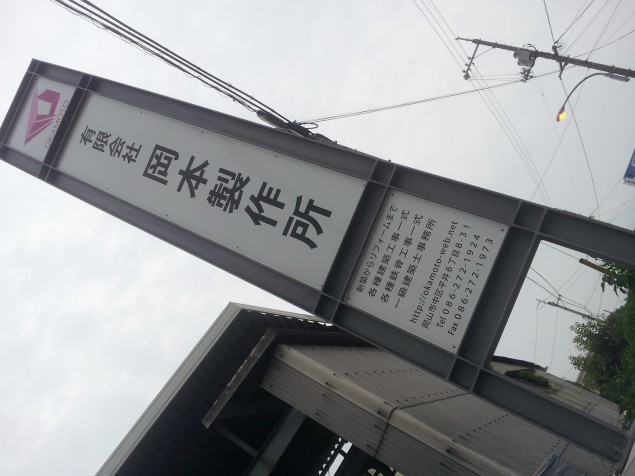 OKAMOTO
有限会社
岡本製作所
新築からリフォームまで
各種建築工事一式
各種鉄骨工事一式
一級建築士事務所
http://okamoto-web.net
岡山市中区平井6丁目8-31
Tel 086-272-1924
Fax 086-272-1973